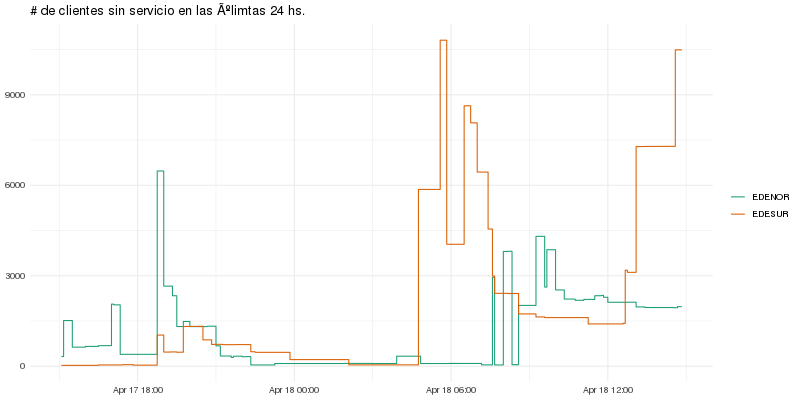 # de clientes sin servicio en las Ãºlimtas 24 hs.
9000
6000
3000
0
Apr 17 18:00
Apr 18 00:00
Apr 18 06:00
Apr 18 12:00
EDENOR
EDESUR